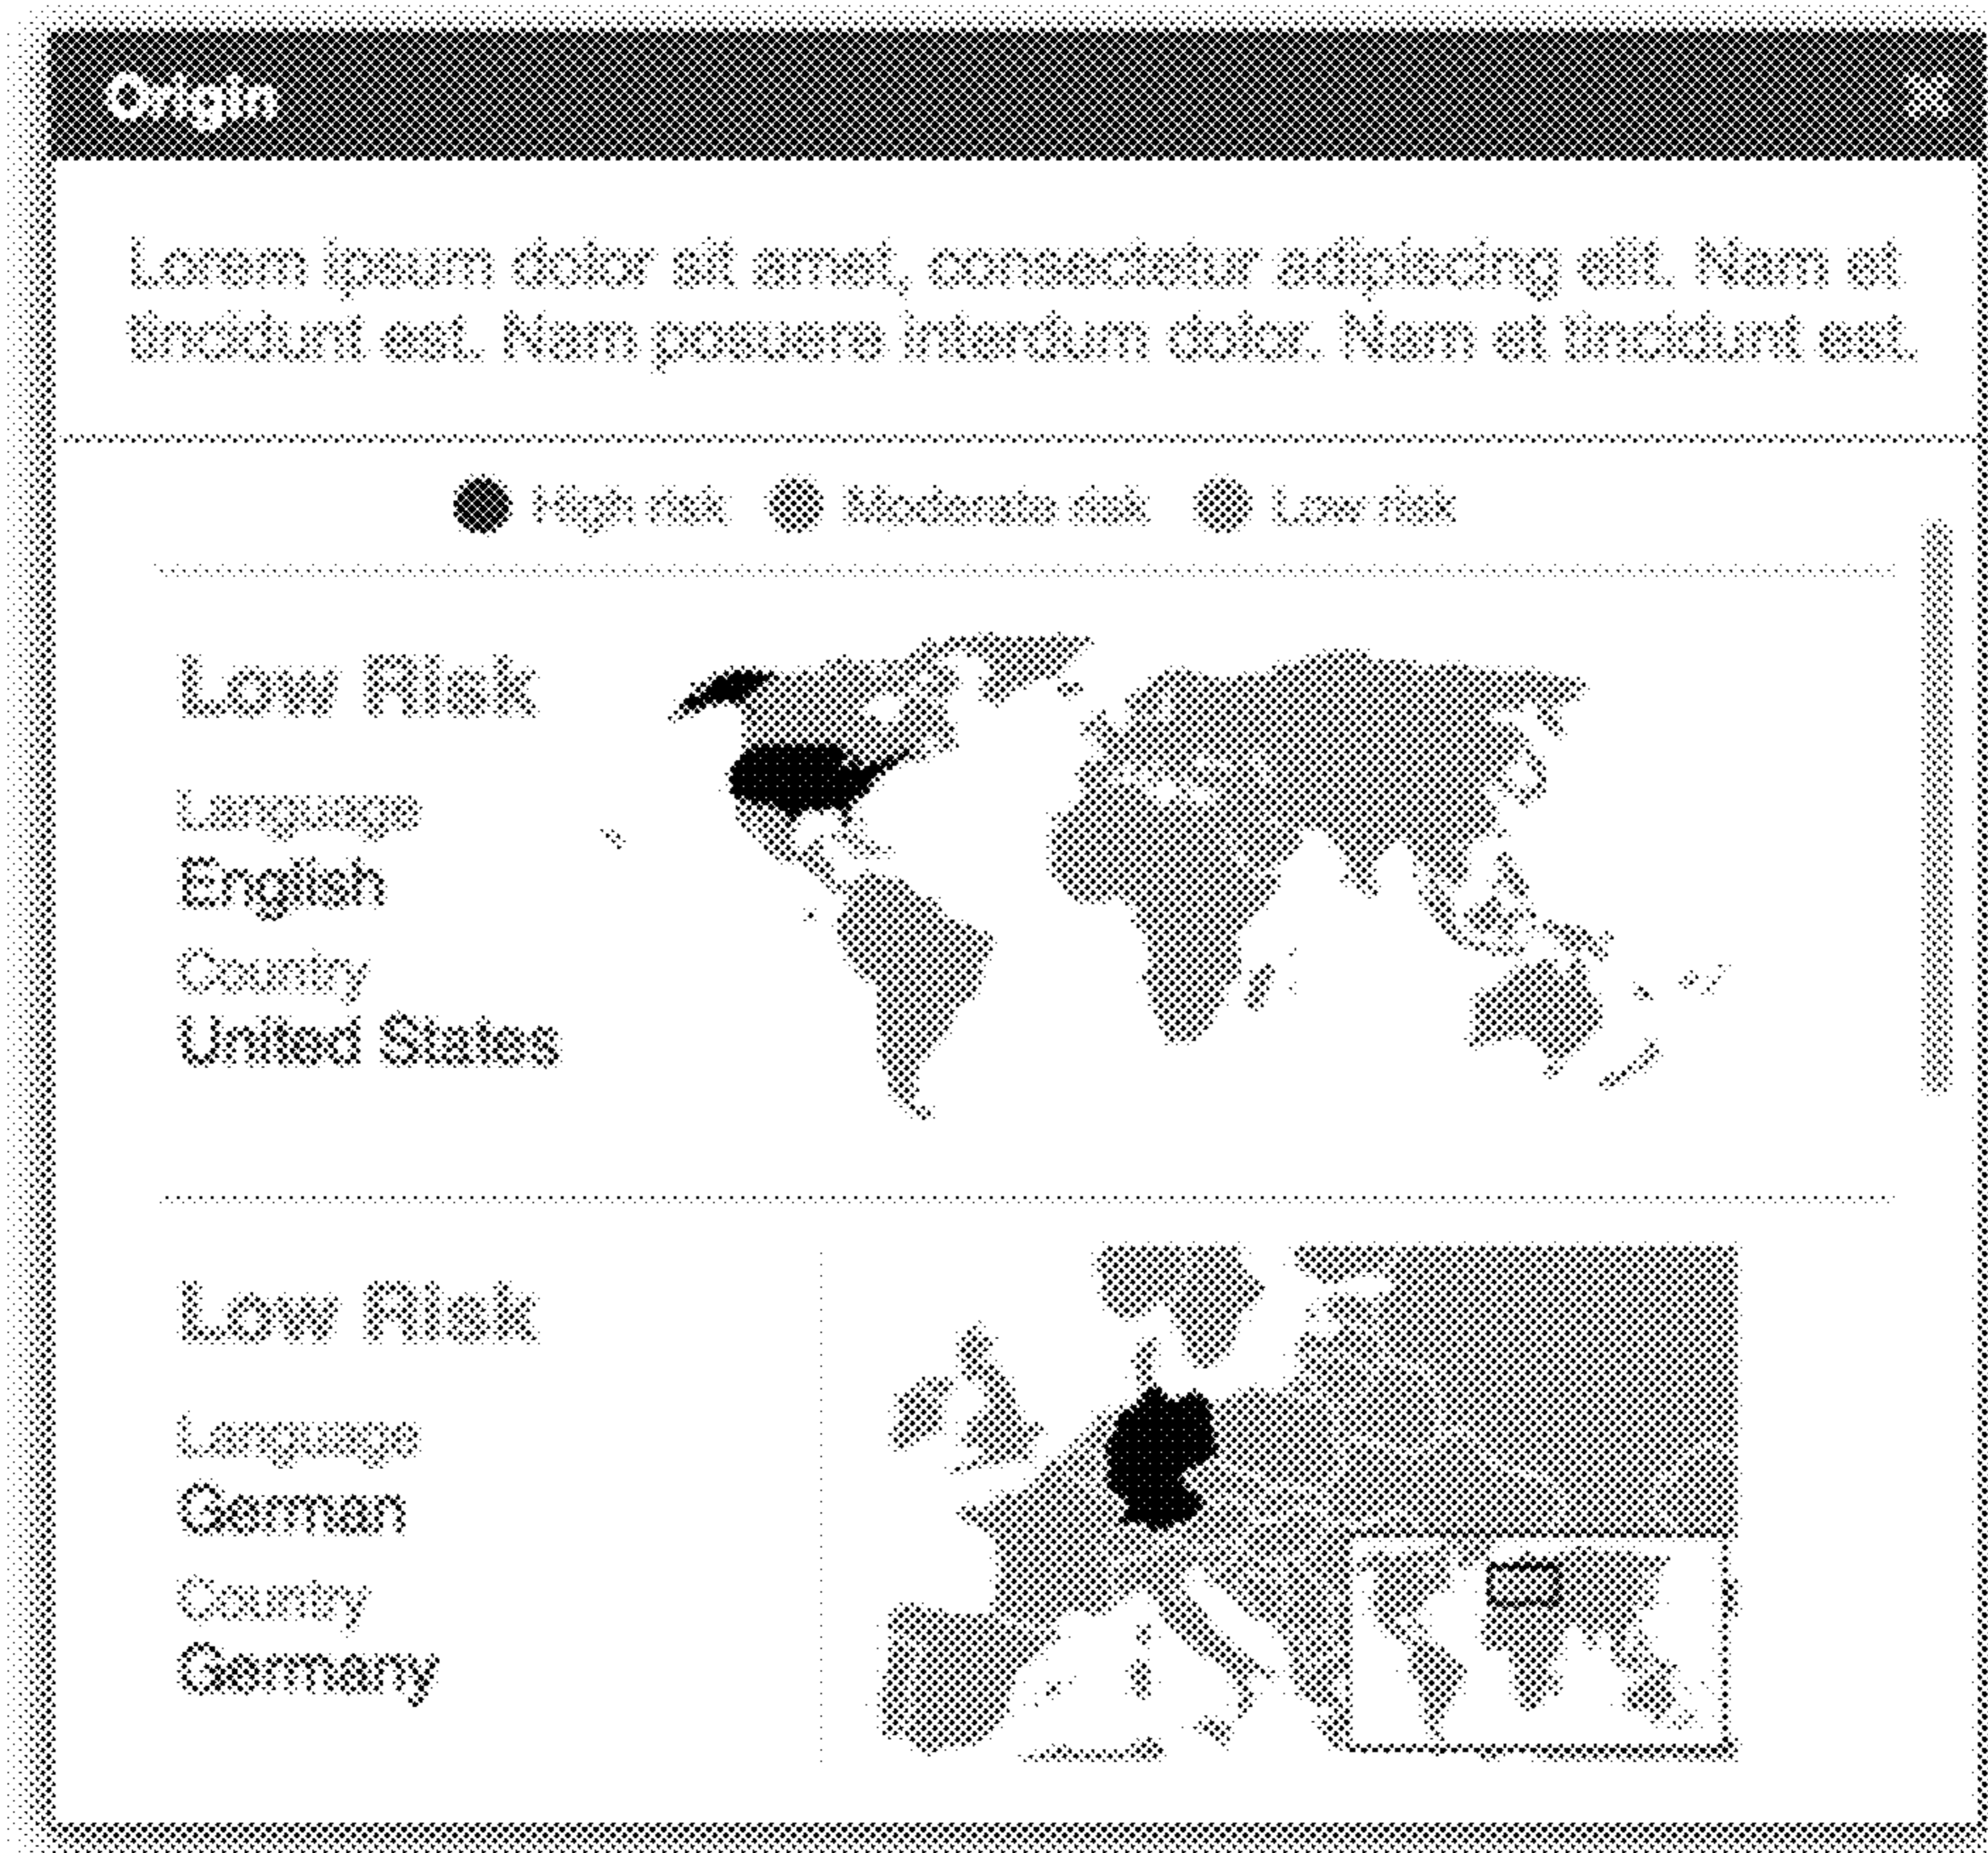 Origin
Lorem ipsum dolor sit amet, consectetur adipiscing elit. Nam et
tincidunt est. Nam posuere interdum dolor. Nam et tincidunt est.
High risk Moderate risk Low risk
Low Risk
Language
English
Country
United States
Low Risk
Language
German
Country
Germany